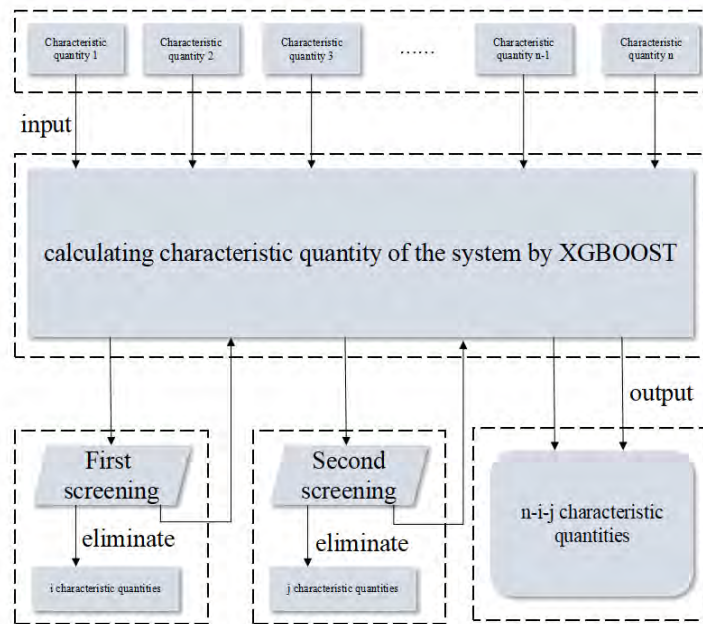 Characteristic
quantity 1
Characteristic
quantity 2
Characteristic
quantity 3
......
Characteristic
quantity n-1
Characteristic
quantity n
input
calculating characteristic quantity of the system by XGBOOST
output
First
screening
eliminate
i characteristic quantities
Second
screening
eliminate
j characteristic quantities
n-i-j characteristic
quantities